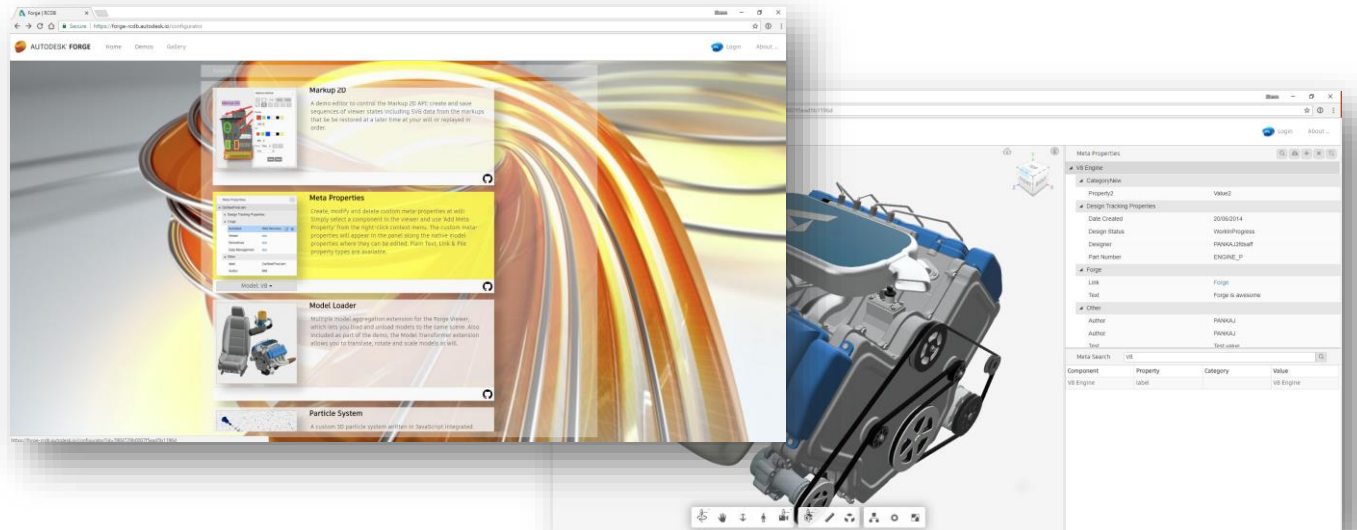 Forge | RCDB
Secure
https://forge-rcdb.autodesk.io/configurator
AUTODESK FORGE
Home
Demos
Gallery
Login
About ...
Markup 2D
A demo editor to control the Markup 2D API: create and save
sequences of viewer states including SVG data from the markups
that be be restored at a later time at your will or replayed in
order.
Meta Properties
Create, modify and delete custom meta properties at will!
Simply select a component in the viewer and use 'Add Meta
Property' from the right-click context menu. The custom meta-
properties will appear in the panel along the native model
properties where they can be edited. Plain Text, Link & File
property types are available.
Model: V8
Model Loader
Multiple model aggregation extension for the Forge Viewer,
which lets you load and unload models to the same scene. Also
included as part of the demo, the Model Transformer extension
allows you to translate, rotate and scale models at will.
Particle System
A custom 3D particle system written in JavaScript integrated
Login
About ...
Meta Properties
V8 Engine
CategoryNew
Property2 Value2
Design Tracking Properties
Date Created 20/06/2014
Design Status WorkInProgress
Designer
Part Number ENGINE_P
Forge
Link Forge
Text Forge is awesome
Other
Author PANKAJ
Author PANKAJ
Text Test value
Meta Search V8
Component Property Category Value
V8 Engine label V8 Engine